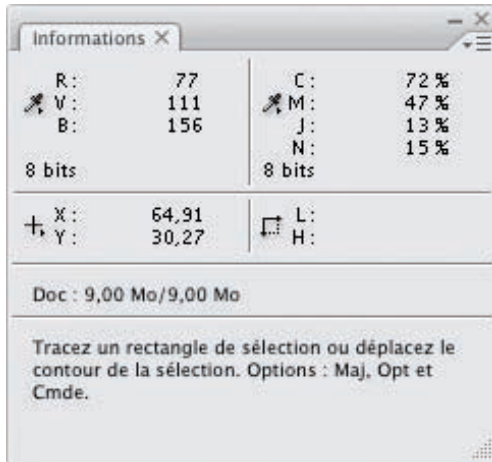 Informations
R : 77
V : 111
B : 156
8 bits
C : 72 %
M : 47 %
J : 13 %
N : 15 %
8 bits
X : 64,91
Y : 30,27
L :
H :
Doc : 9,00 Mo/9,00 Mo
Tracez un rectangle de sélection ou déplacez le
contour de la sélection. Options : Maj, Opt et
Cmde.